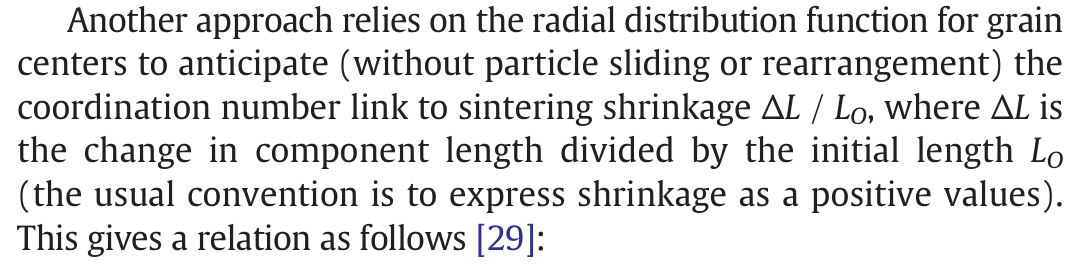 Another approach relies on the radial distribution function for grain
centers to anticipate (without particle sliding or rearrangement) the
coordination number link to sintering shrinkage ΔL / LO, where ΔL is
the change in component length divided by the initial length LO
(the usual convention is to express shrinkage as a positive values).
This gives a relation as follows [29]: